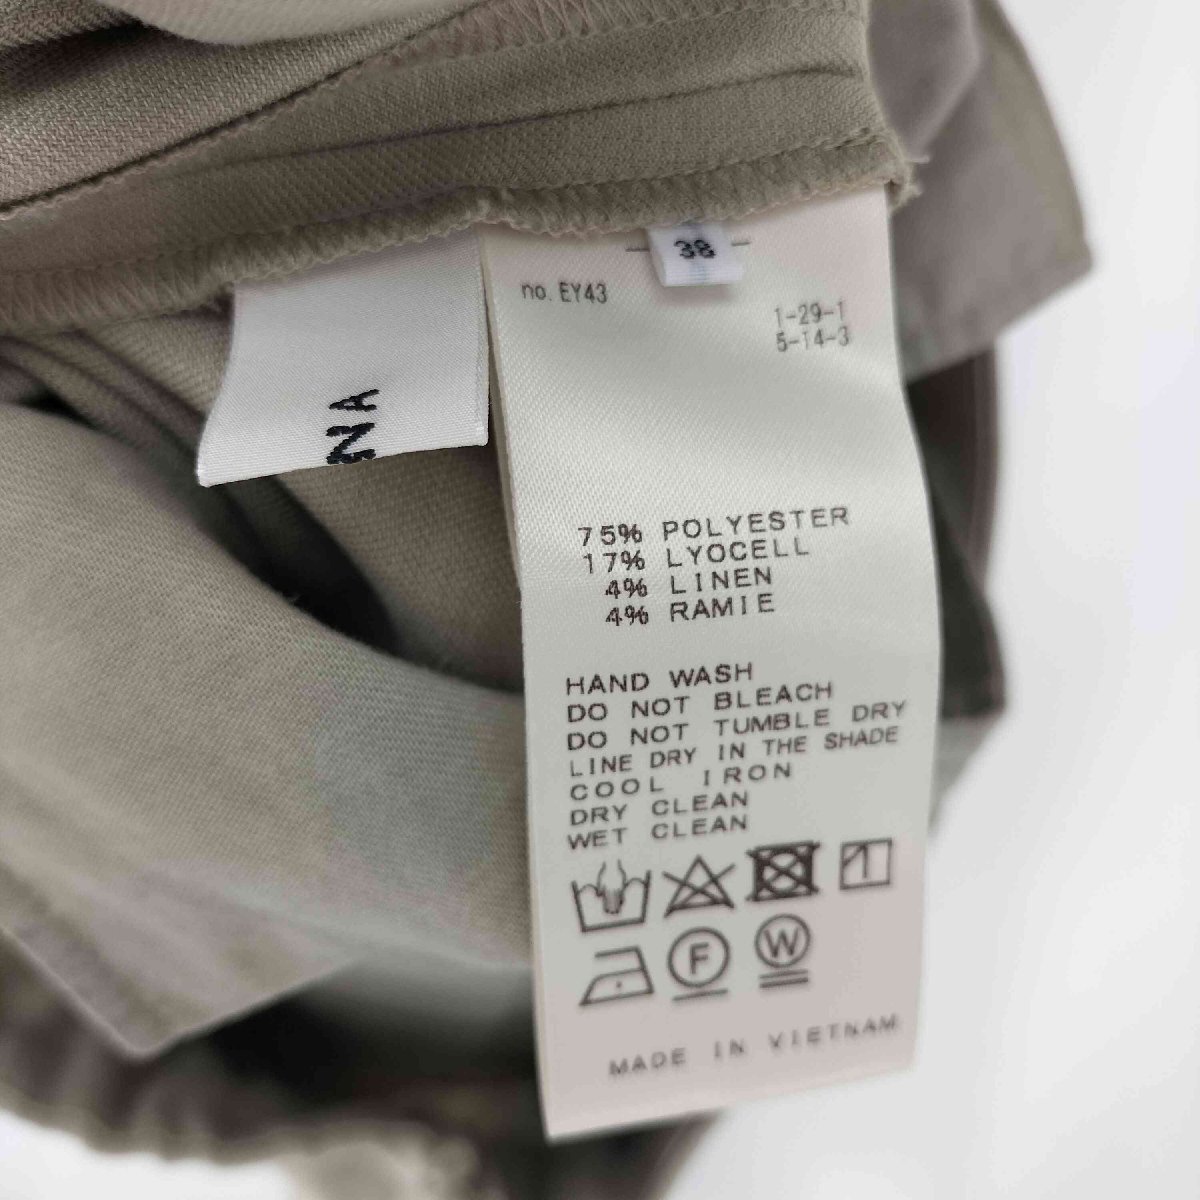 38
no. EY43
1-29-1
5-14-3
NA
75% POLYESTER
17% LYOCELL
4% LINEN
4% RAMIE
HAND WASH
DO NOT BLEACH
DO NOT TUMBLE DRY
LINE DRY IN THE SHADE
COOL IRON
DRY CLEAN
WET CLEAN
F
W
MADE IN VIETNAM